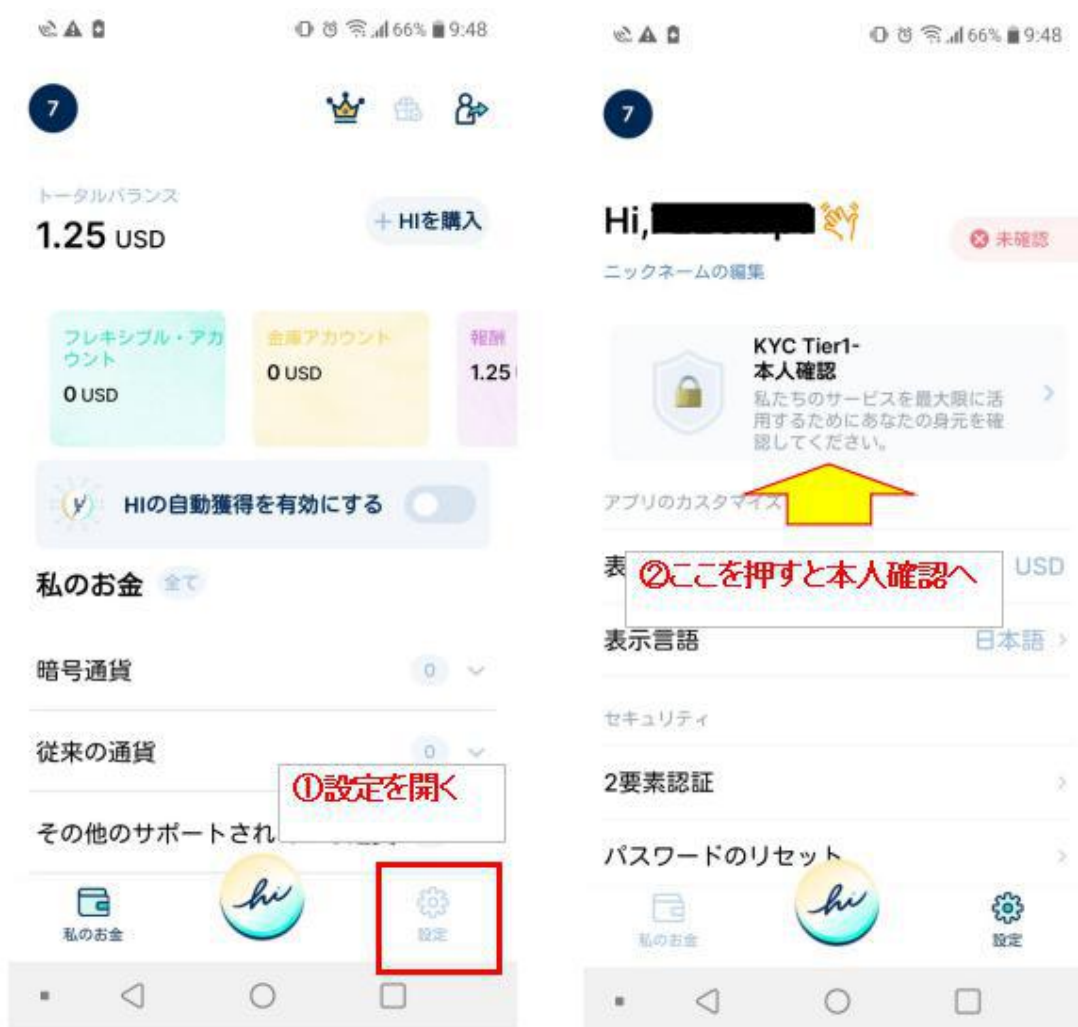 66% 9:48
7
トータルバランス
1.25 USD
+ HIを購入
フレキシブル・アカ
ウント
0 USD
金庫アカウント
0 USD
報酬
1.25
HIの自動獲得を有効にする
私のお金 全て
暗号通貨 0
従来の通貨 0
①設定を開く
その他のサポートされ
hi
私のお金
設定
66% 9:48
7
Hi,
未確認
ニックネームの編集
KYC Tier1-
本人確認
私たちのサービスを最大限に活
用するためにあなたの身元を確
認してください。
アプリのカスタマイズ
表
USD
②ここを押すと本人確認へ
表示言語 日本語
セキュリティ
2要素認証
パスワードのリセット
hi
私のお金
設定